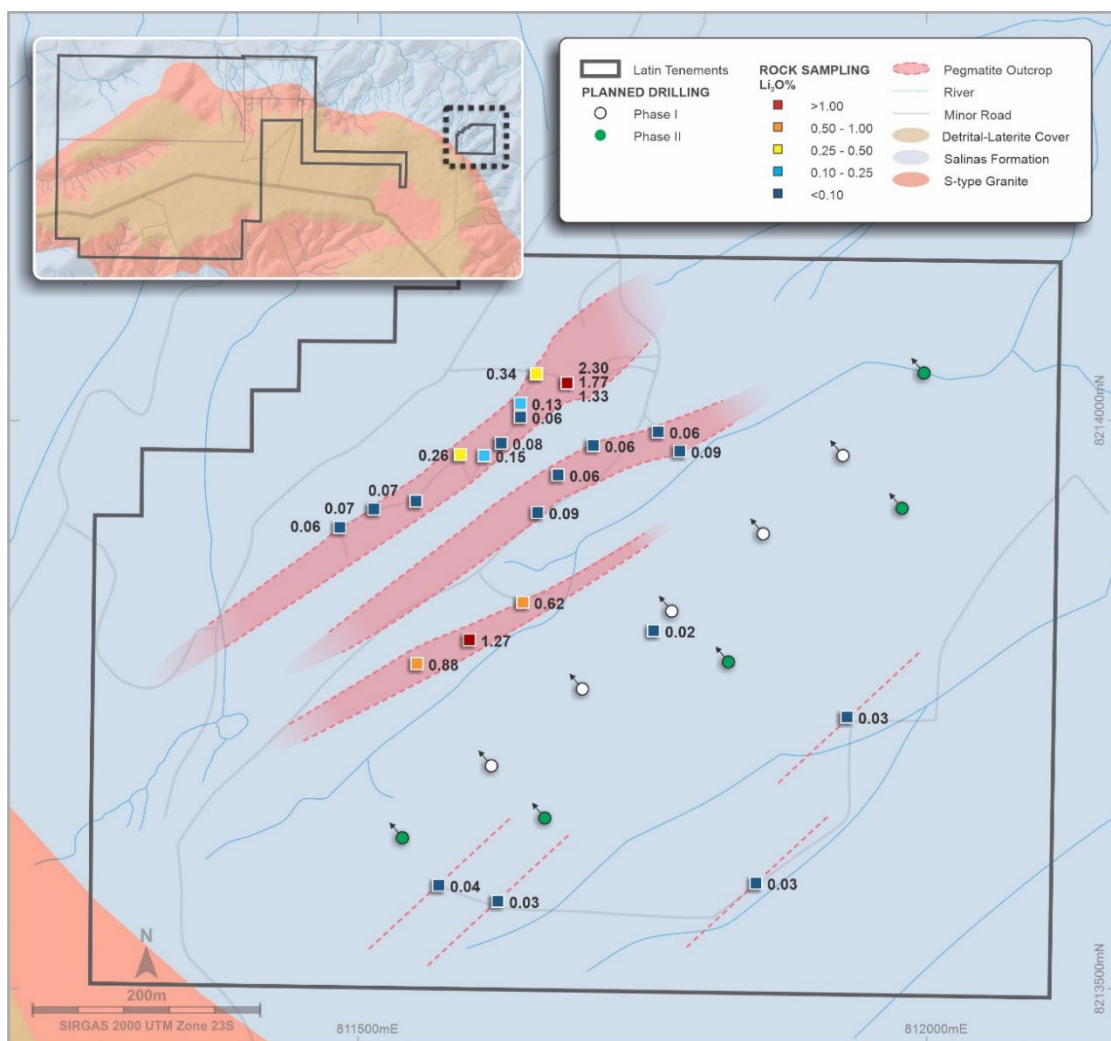 Latin Tenements
PLANNED DRILLING
Phase I
Phase II
ROCK SAMPLING
Li₂O%
>1.00
0.50 - 1.00
0.25 - 0.50
0.10 - 0.25
<0.10
Pegmatite Outcrop
River
Minor Road
Detrital-Laterite Cover
Salinas Formation
S-type Granite
0.34
2.30
1.77
1.33
0.13
0.06
0.08
0.26
0.15
0.07
0.07
0.06
0.06
0.06
0.09
0.06
0.09
0.62
1.27
0.88
0.02
0.03
0.04
0.03
0.03
8214000mN
8213500mN
N
200m
SIRGAS 2000 UTM Zone 23S
811500mE
812000mE